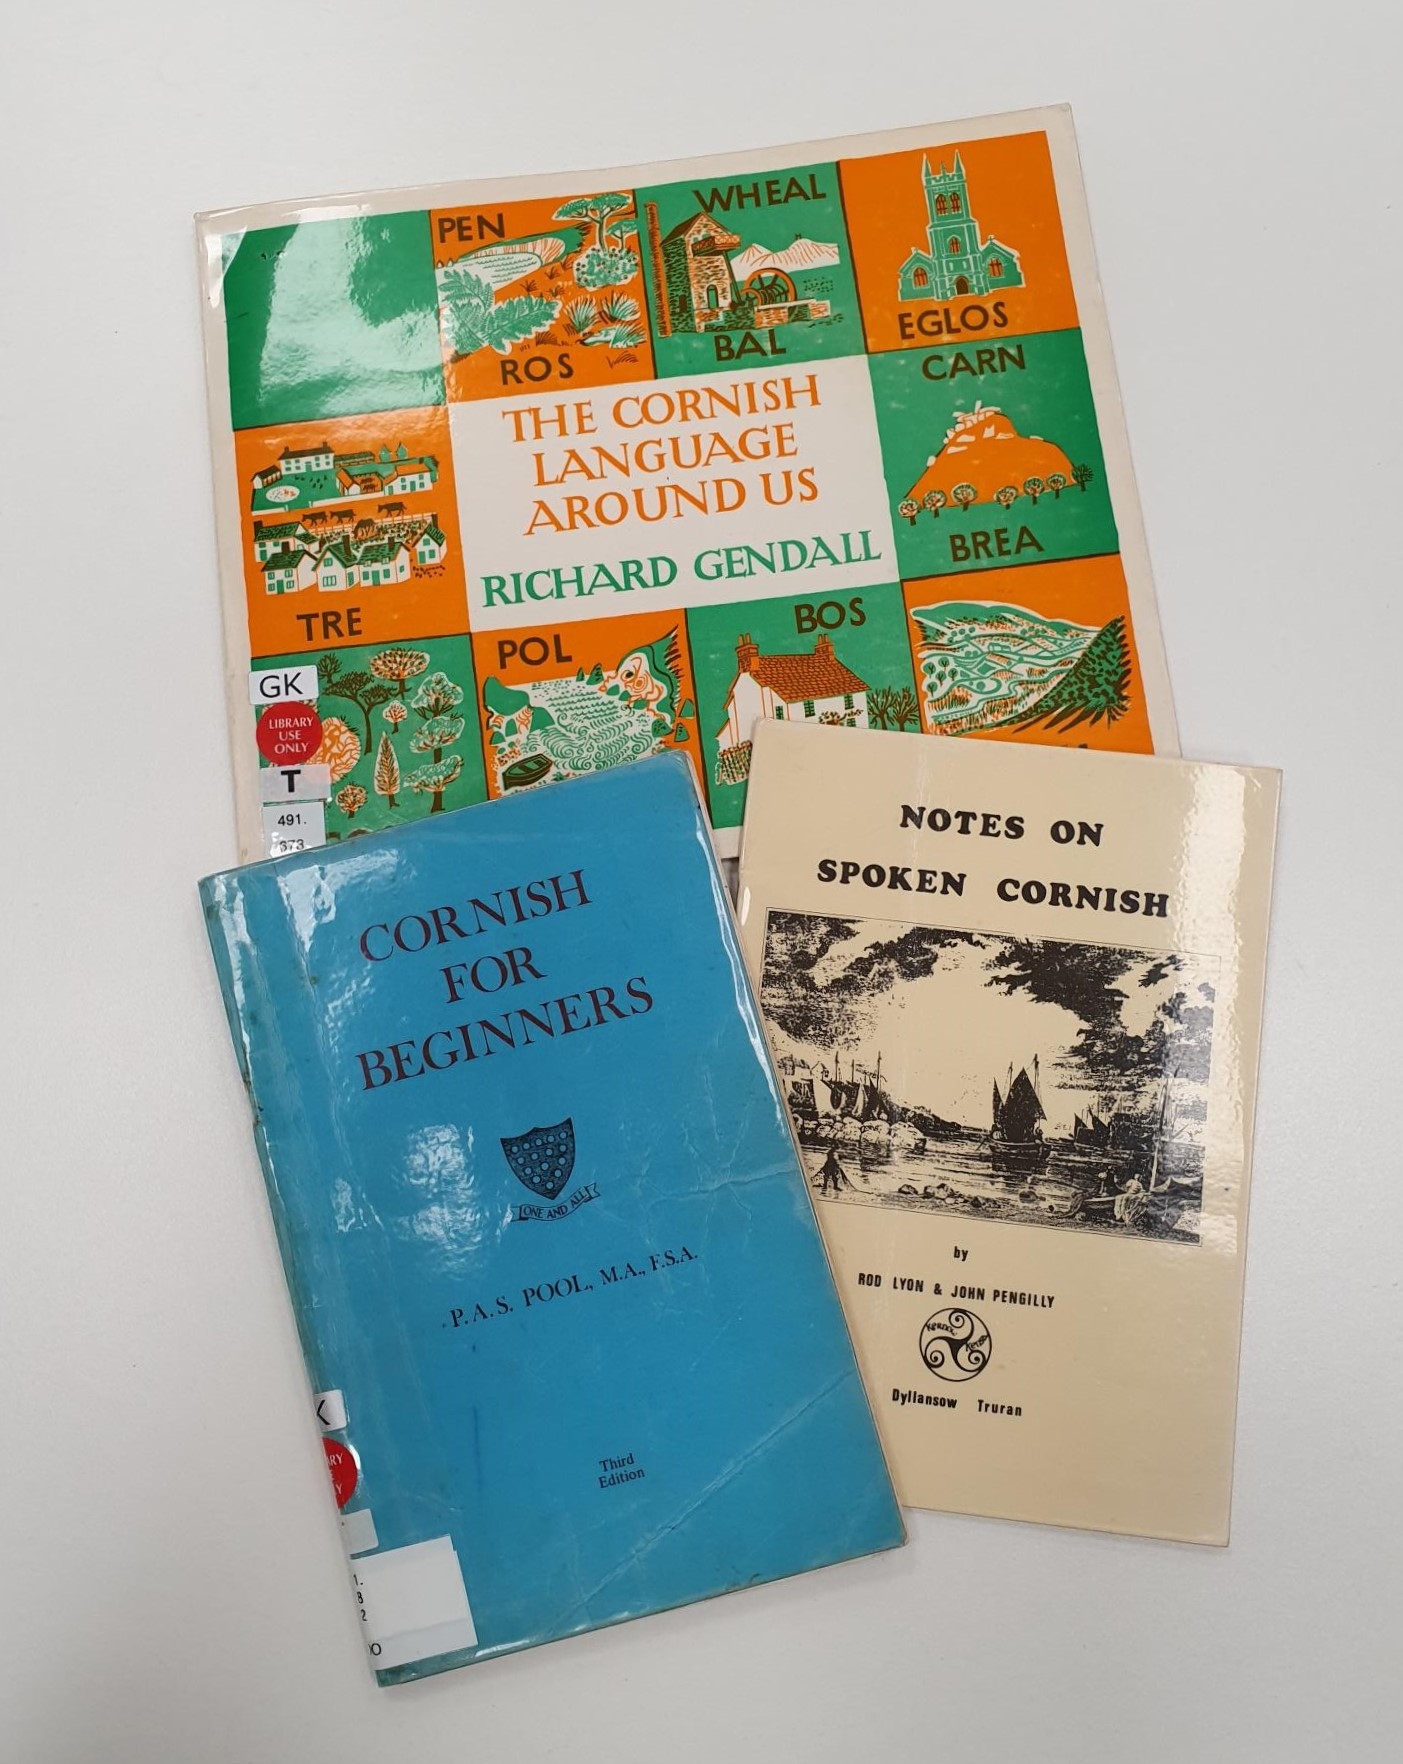 PEN
ROS
WHEAL
BAL
EGLOS
CARN
BREA
THE CORNISH
LANGUAGE
AROUND US
RICHARD GENDALL
TRE
POL
BOS
GK
LIBRARY
USE
ONLY
T
491.
373
CORNISH
FOR
BEGINNERS
ONE AND ALL
P.A.S. POOL, M.A., F.S.A.
Third
Edition
NOTES ON
SPOKEN CORNISH
by
ROD LYON & JOHN PENGILLY
Dyllansow Truran